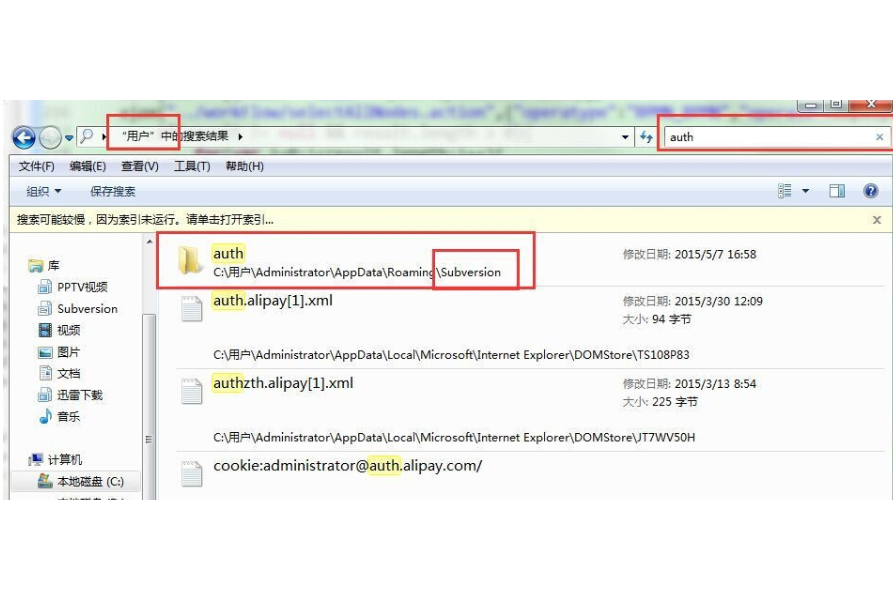 "用户" 中的搜索结果
auth
文件(F) 编辑(E) 查看(V) 工具(T) 帮助(H)
组织 保存搜索
搜索可能较慢，因为索引未运行。请单击打开索引...
库
PPTV视频
Subversion
视频
图片
文档
迅雷下载
音乐
计算机
本地磁盘 (C:)
auth
修改日期: 2015/5/7 16:58
C:\用户\Administrator\AppData\Roaming\Subversion
auth.alipay[1].xml
修改日期: 2015/3/30 12:09
大小: 94 字节
C:\用户\Administrator\AppData\Local\Microsoft\Internet Explorer\DOMStore\TS108P83
authzth.alipay[1].xml
修改日期: 2015/3/13 8:54
大小: 225 字节
C:\用户\Administrator\AppData\Local\Microsoft\Internet Explorer\DOMStore\JT7WV50H
cookie:administrator@auth.alipay.com/